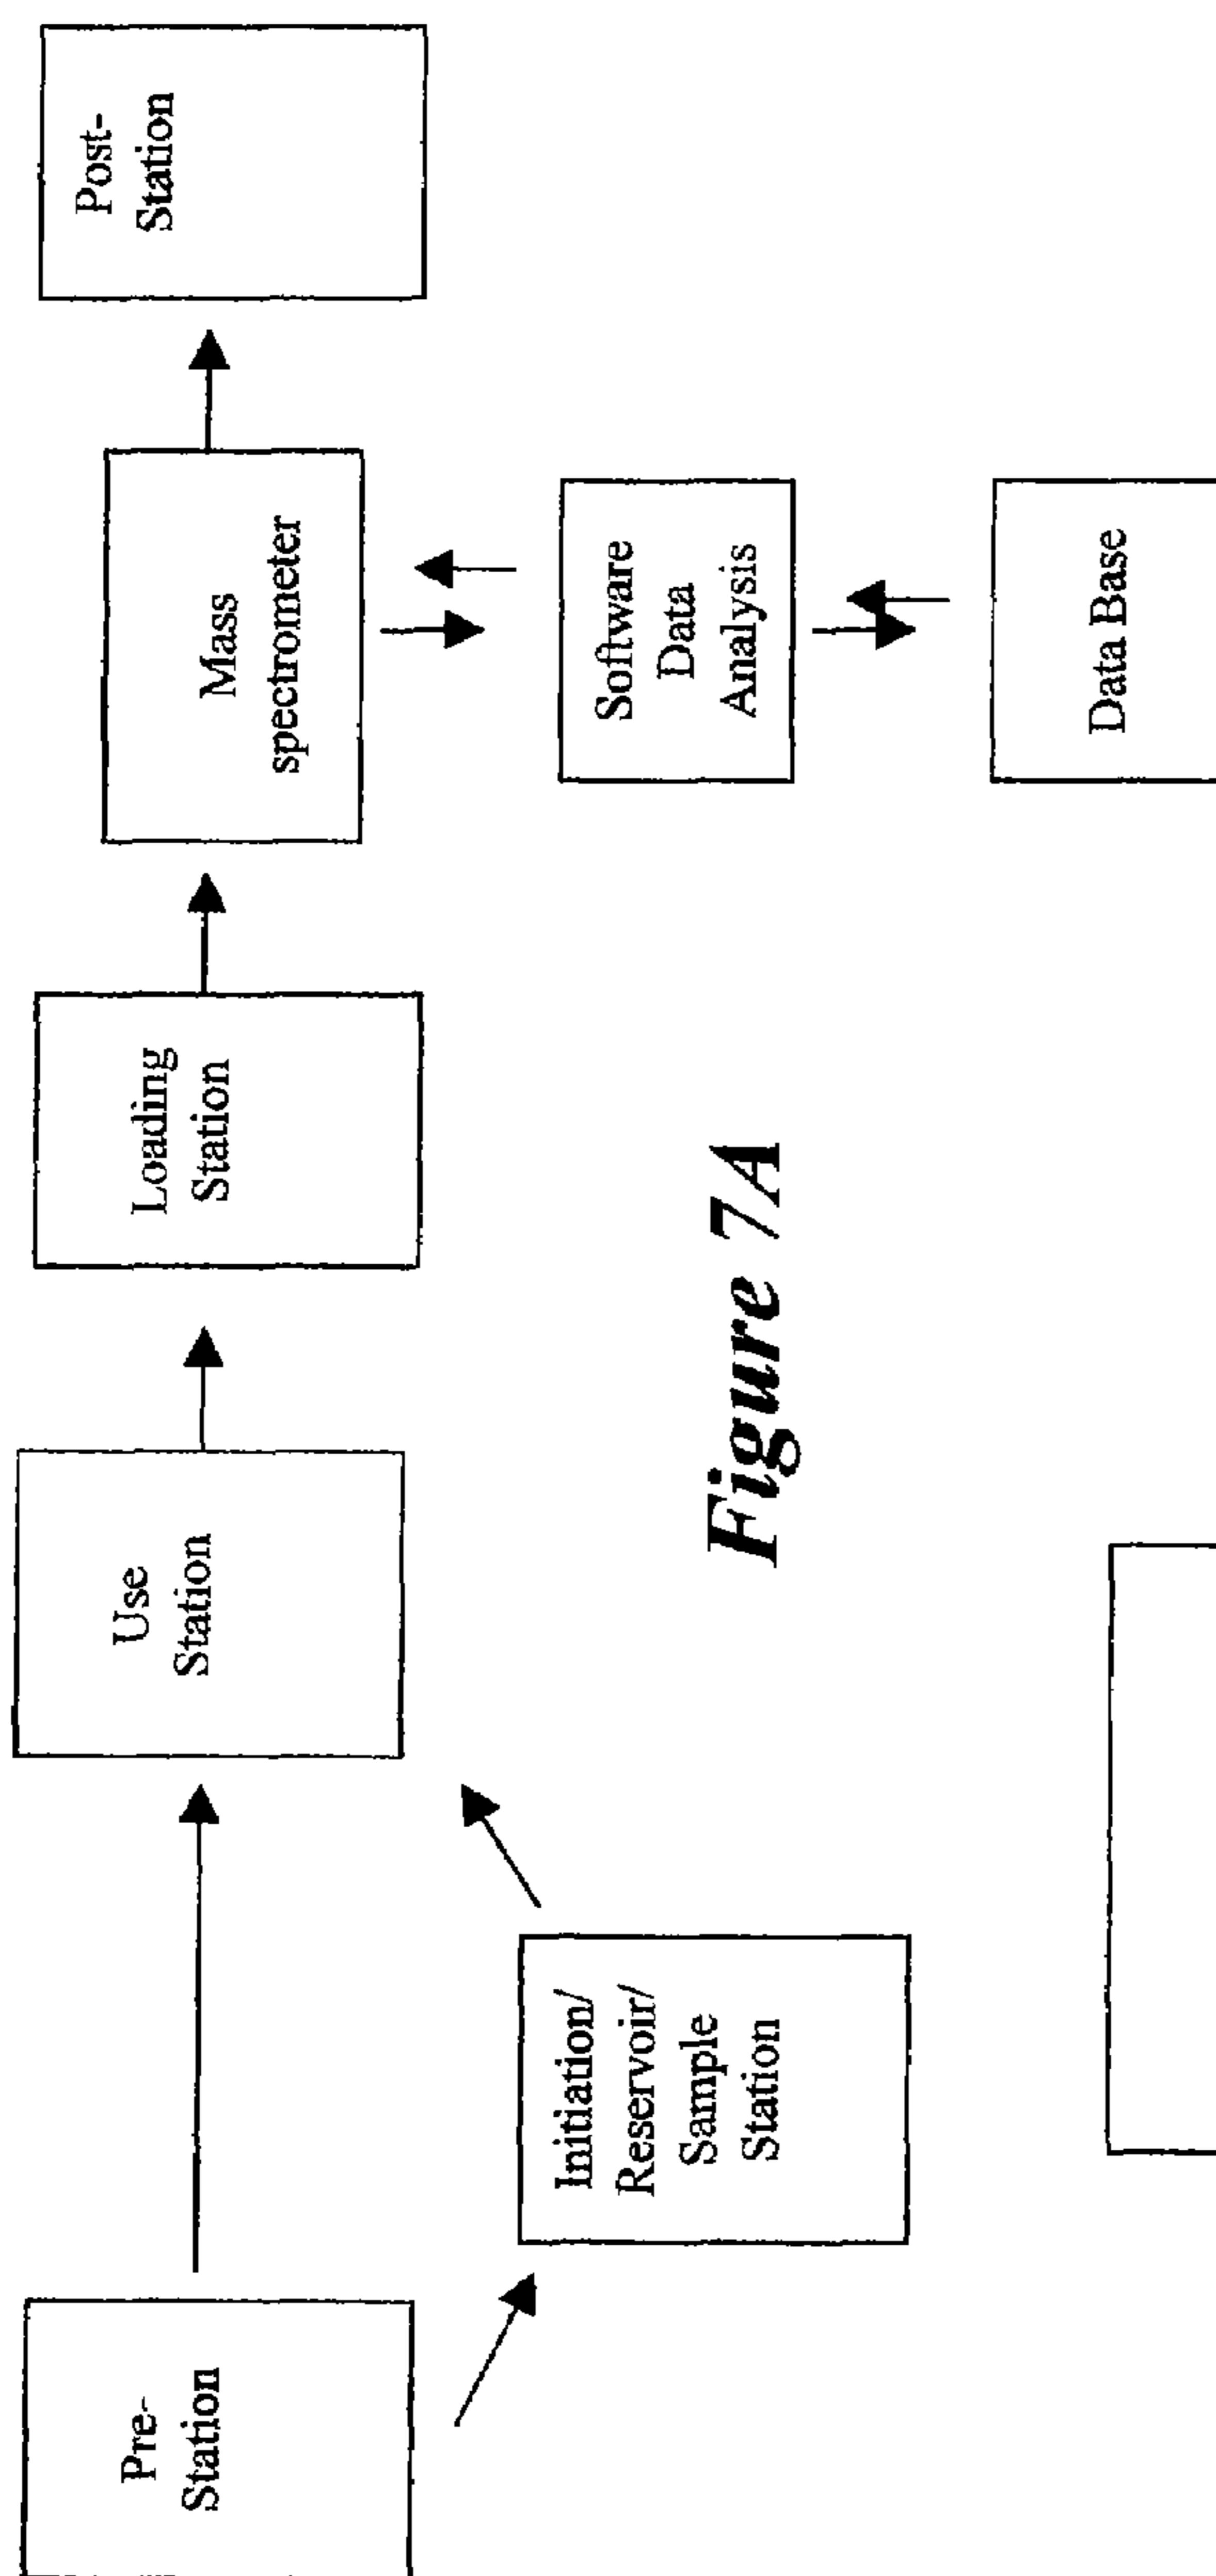 Pre-
Station
Initiation/
Reservoir/
Sample
Station
Use
Station
Loading
Station
Mass
spectrometer
Software
Data
Analysis
Data Base
Post-
Station
Figure 7A